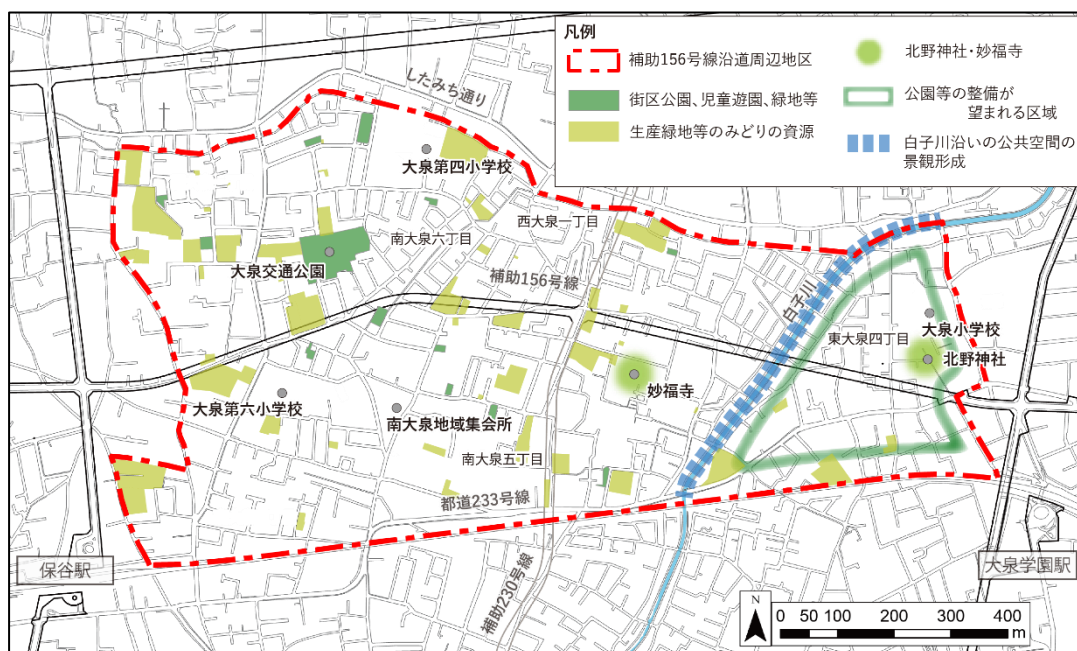 凡例
補助156号線沿道周辺地区
街区公園、児童遊園、緑地等
生産緑地等のみどりの資源
北野神社・妙福寺
公園等の整備が
望まれる区域
白子川沿いの公共空間の
景観形成
したみち通り
大泉第四小学校
西大泉一丁目
南大泉六丁目
大泉交通公園
補助156号線
白子川
大泉小学校
東大泉四丁目
北野神社
妙福寺
大泉第六小学校
南大泉地域集会所
南大泉五丁目
都道233号線
保谷駅
大泉学園駅
補助230号線
N
0 50 100 200 300 400
m